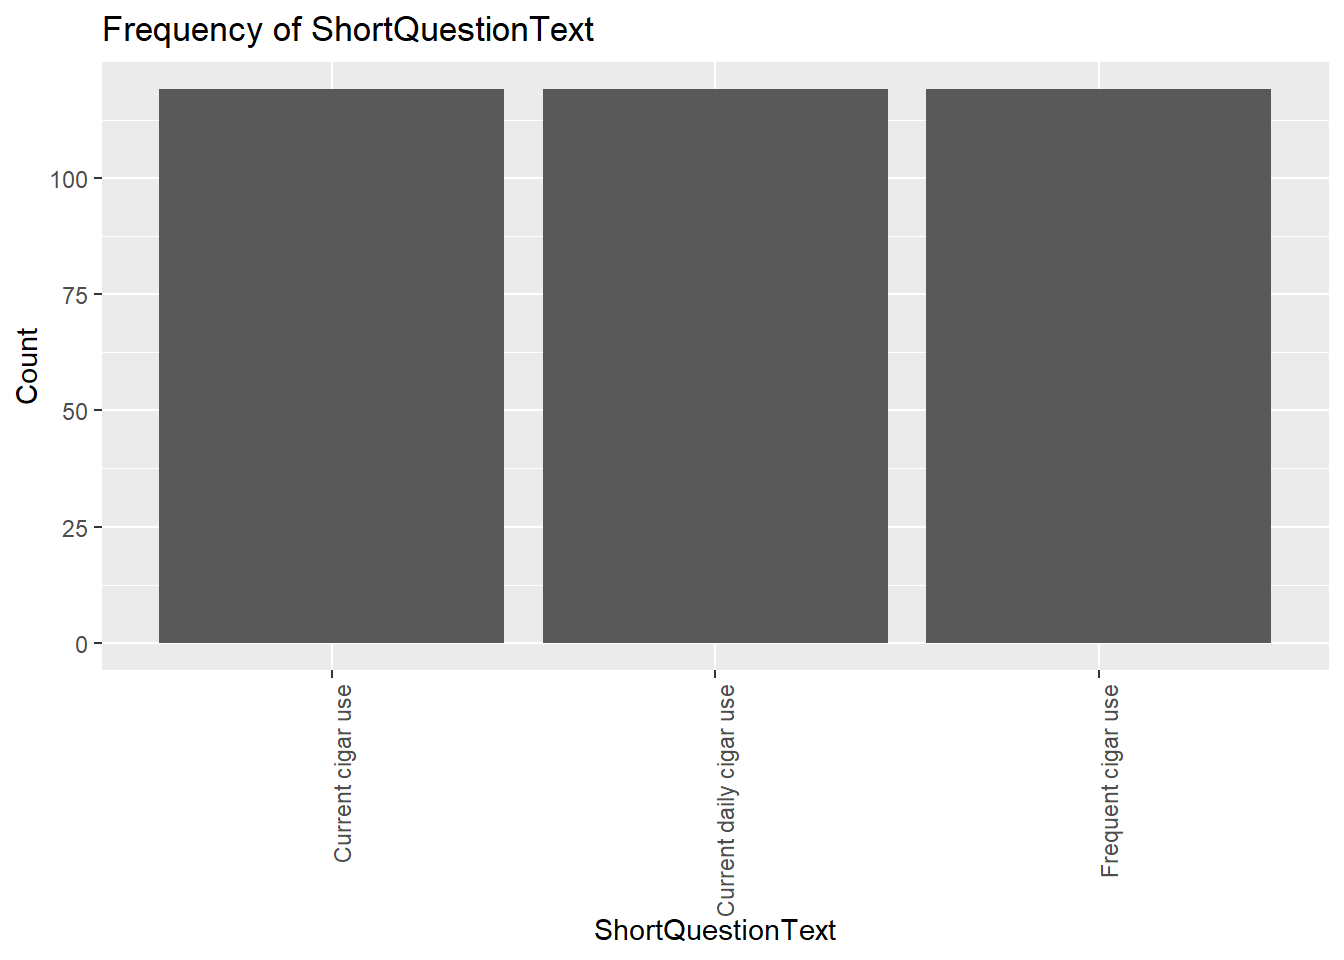 Frequency of ShortQuestionText
Count
100
75
50
25
0
Current cigar use
Current daily cigar use
Frequent cigar use
ShortQuestionText